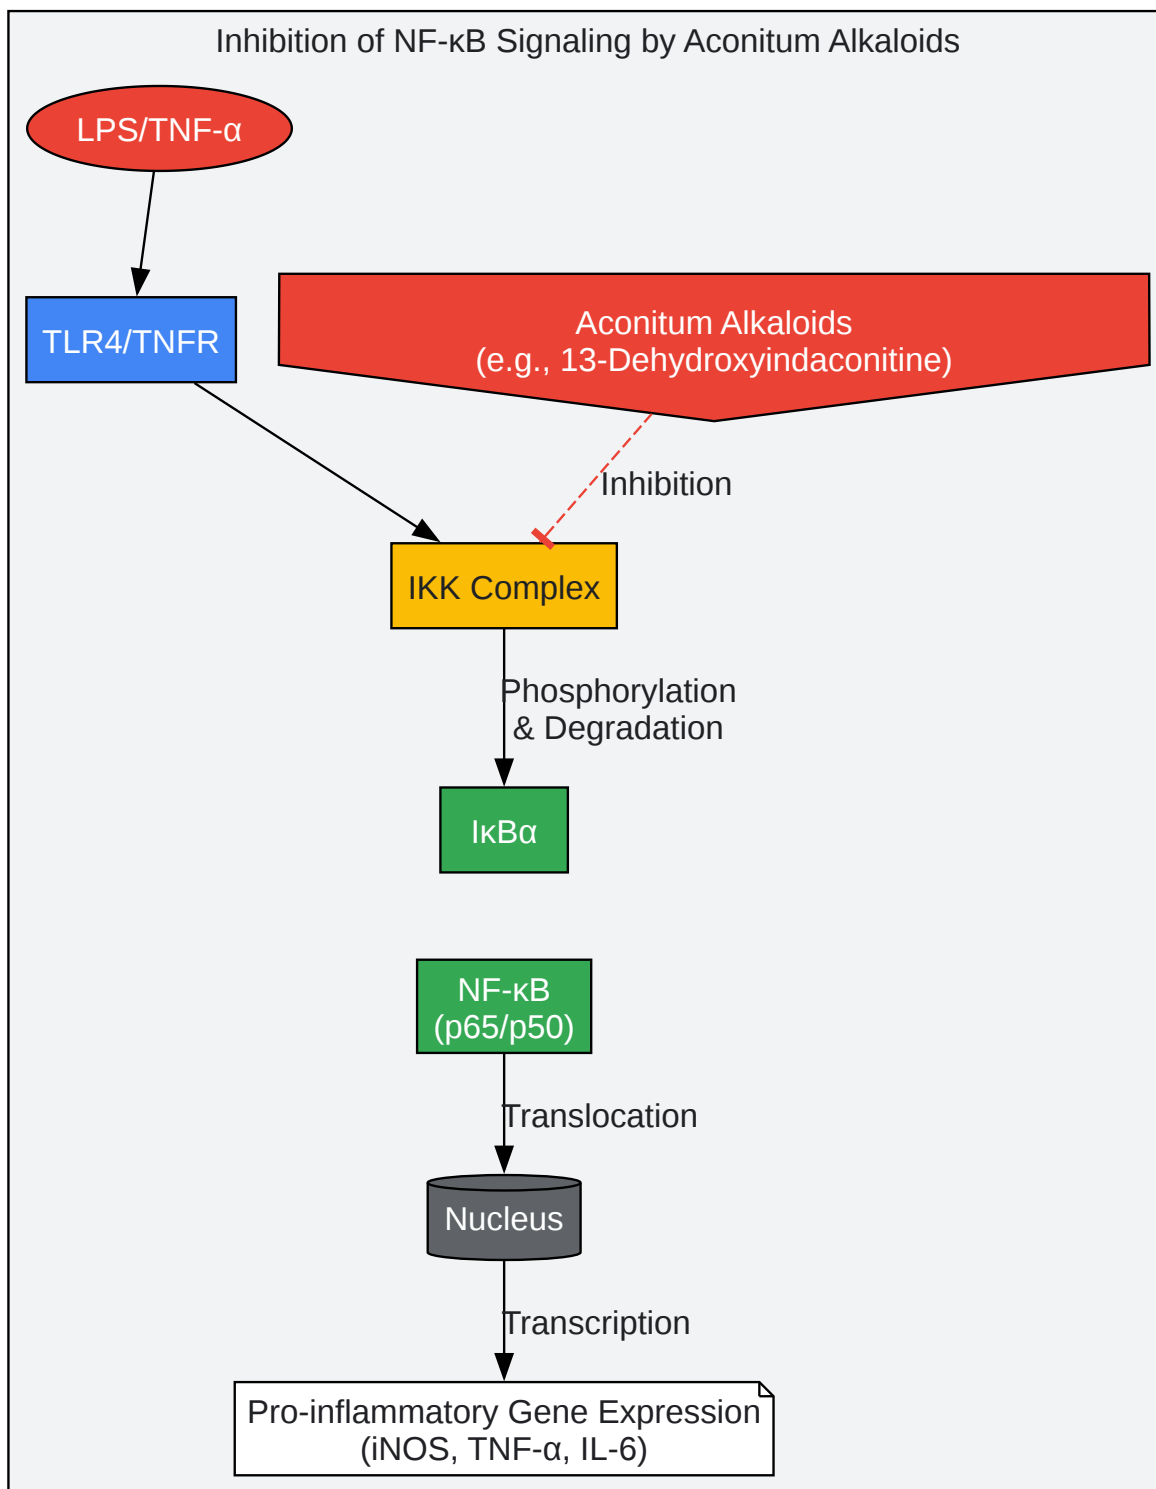 Inhibition of NF-κB Signaling by Aconitum Alkaloids
LPS/TNF-α
TLR4/TNFR
Aconitum Alkaloids
(e.g., 13-Dehydroxyindaconitine)
Inhibition
IKK Complex
Phosphorylation
& Degradation
IκBα
NF-κB
(p65/p50)
Translocation
Nucleus
Transcription
Pro-inflammatory Gene Expression
(iNOS, TNF-α, IL-6)